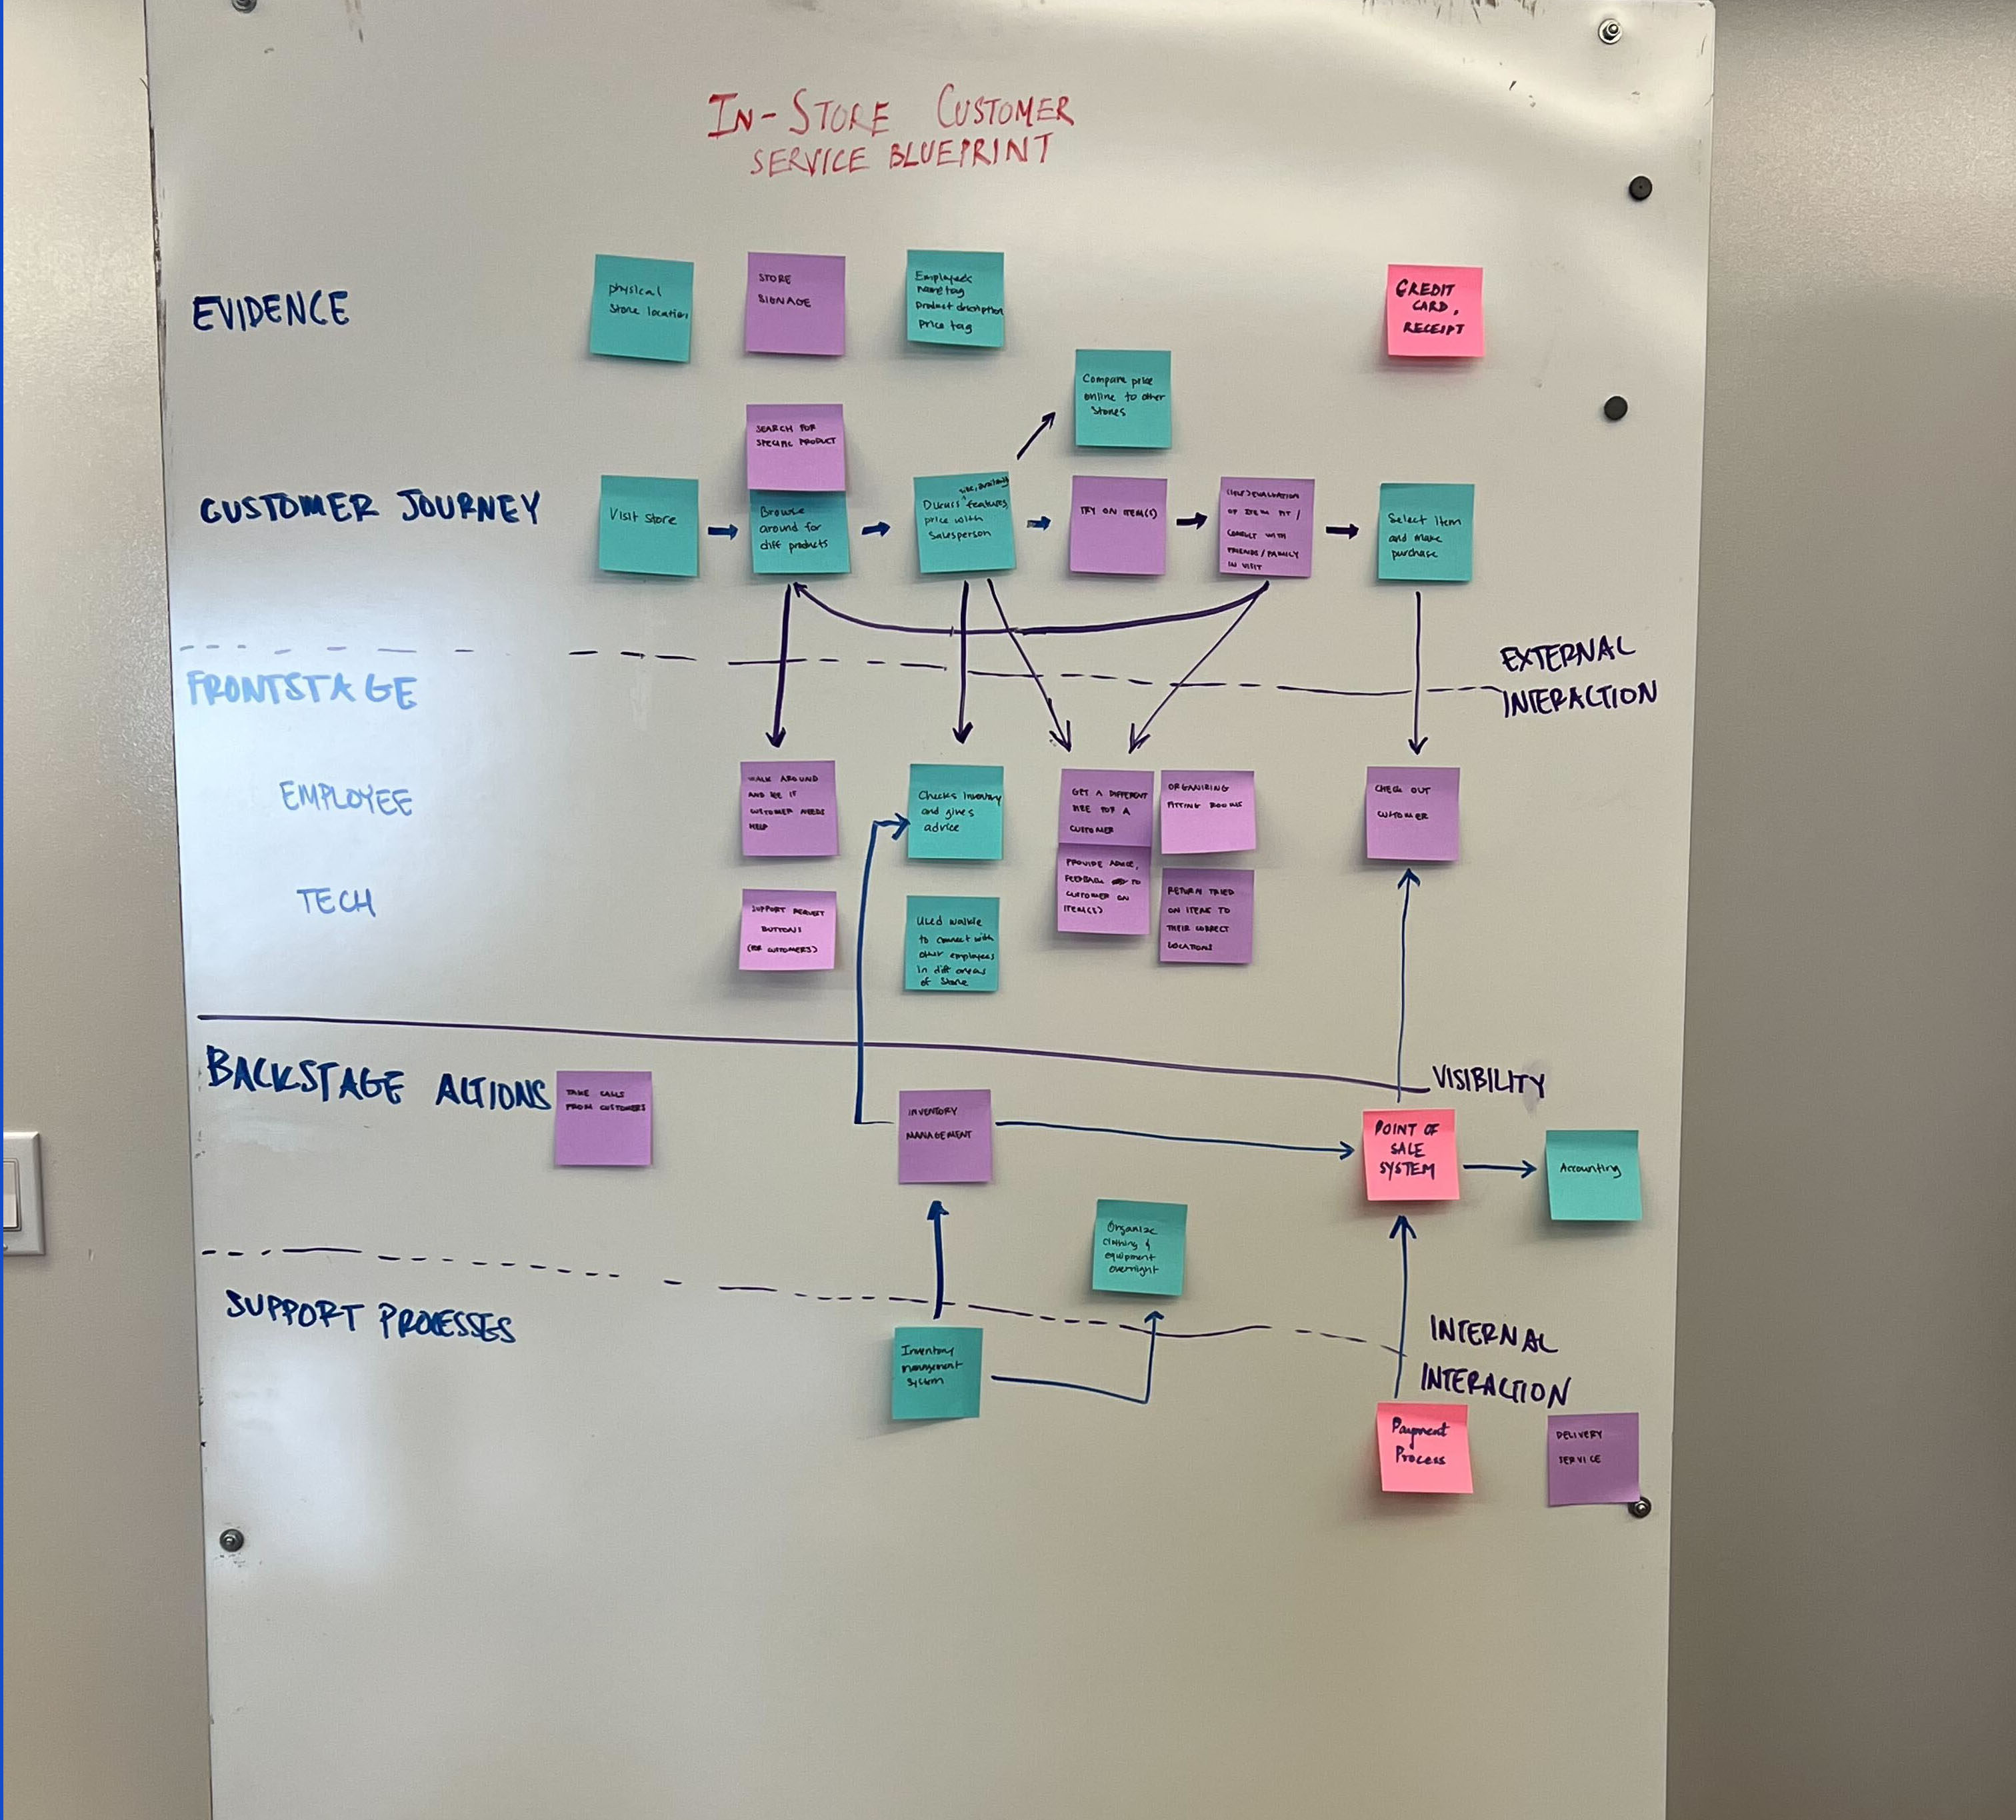 IN-STORE CUSTOMER
SERVICE BLUEPRINT
EVIDENCE
physical
Store location
STORE
SIGNAGE
Employee's
name tag
product description
price tag
CREDIT
CARD,
RECEIPT
Compare price
online to other
Stores
SEARCH FOR
SPECIFIC PRODUCT
CUSTOMER JOURNEY
Visit Store
Browse
around for
diff products
size, availability
features,
price with
Salesperson
TRY ON ITEM(S)
(SELF) EVALUATION
OF ITEM FIT /
CONSULT WITH
FRIENDS/FAMILY
IN VISIT
Select item
and make
purchase
EXTERNAL
INTERACTION
FRONTSTAGE
EMPLOYEE
WALK AROUND
AND SEE IF
CUSTOMER NEEDS
HELP
Checks inventory
and gives
advice
GET A DIFFERENT
SIZE FOR A
CUSTOMER
ORGANIZING
FITTING ROOMS
CHECK OUT
CUSTOMER
TECH
SUPPORT REQUEST
BUTTONS
(FOR CUSTOMERS)
Used walkie
to connect with
other employees
in diff areas
of store
PROVIDE ADVICE,
FEEDBACK TO
CUSTOMER ON
ITEM(S)
RETURN TRIED
ON ITEMS TO
THEIR CORRECT
LOCATIONS
VISIBILITY
BACKSTAGE ACTIONS
TAKE CALLS
FROM CUSTOMERS
INVENTORY
MANAGEMENT
POINT OF
SALE
SYSTEM
Accounting
Organize
clothing &
equipment
overnight
SUPPORT PROCESSES
INTERNAL
INTERACTION
Inventory
management
system
Payment
Process
DELIVERY
SERVICE